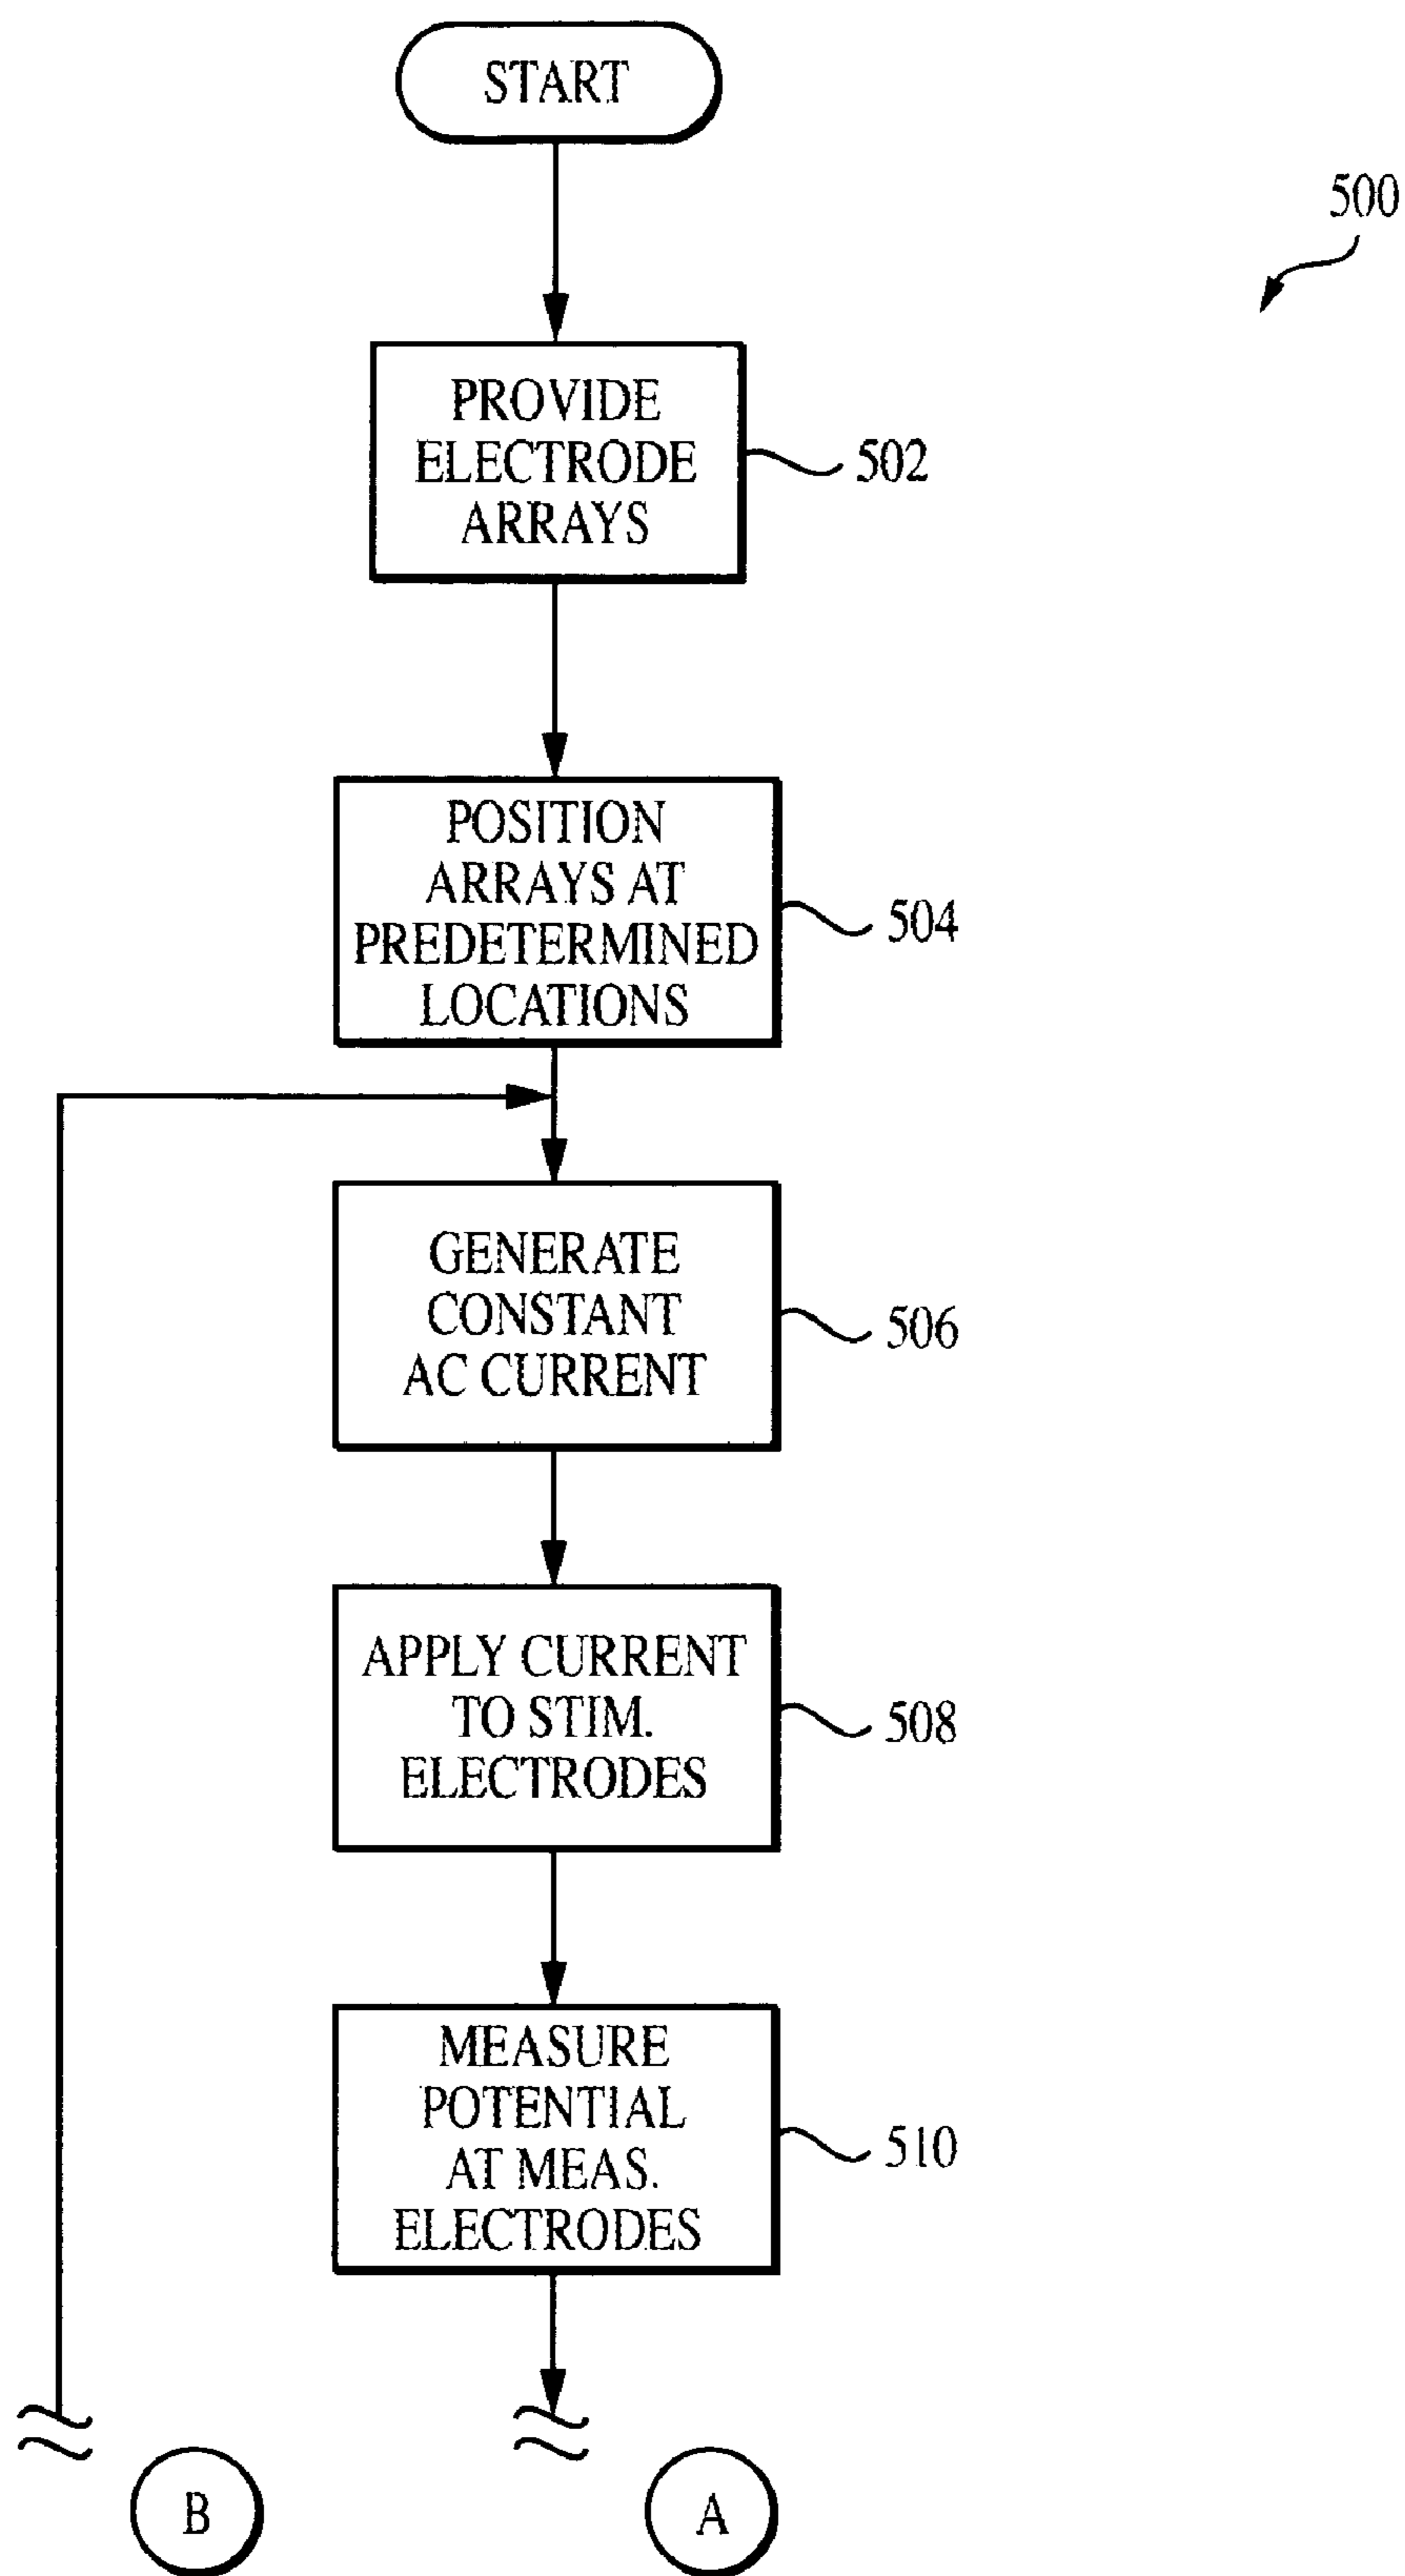 START
500
PROVIDE
ELECTRODE
ARRAYS
502
POSITION
ARRAYS AT
PREDETERMINED
LOCATIONS
504
GENERATE
CONSTANT
AC CURRENT
506
APPLY CURRENT
TO STIM.
ELECTRODES
508
MEASURE
POTENTIAL
AT MEAS.
ELECTRODES
510
B
A